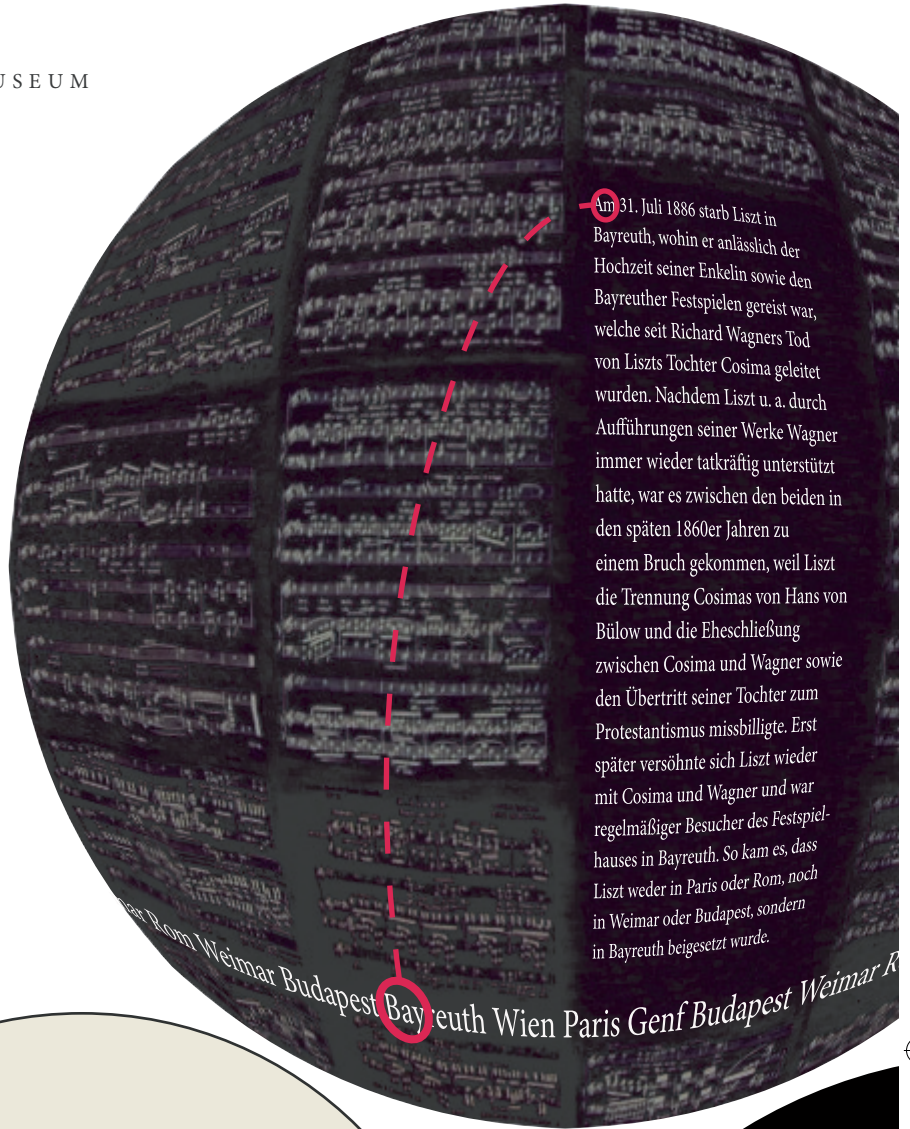 USEUM
Am 31. Juli 1886 starb Liszt in
Bayreuth, wohin er anlässlich der
Hochzeit seiner Enkelin sowie den
Bayreuther Festspielen gereist war,
welche seit Richard Wagners Tod
von Liszts Tochter Cosima geleitet
wurden. Nachdem Liszt u. a. durch
Aufführungen seiner Werke Wagner
immer wieder tatkräftig unterstützt
hatte, war es zwischen den beiden in
den späten 1860er Jahren zu
einem Bruch gekommen, weil Liszt
die Trennung Cosimas von Hans von
Bülow und die Eheschließung
zwischen Cosima und Wagner sowie
den Übertritt seiner Tochter zum
Protestantismus missbilligte. Erst
später versöhnte sich Liszt wieder
mit Cosima und Wagner und war
regelmäßiger Besucher des Festspiel-
hauses in Bayreuth. So kam es, dass
Liszt weder in Paris oder Rom, noch
in Weimar oder Budapest, sondern
in Bayreuth beigesetzt wurde.
mar Rom Weimar Budapest Bayreuth Wien Paris Genf Budapest Weimar R